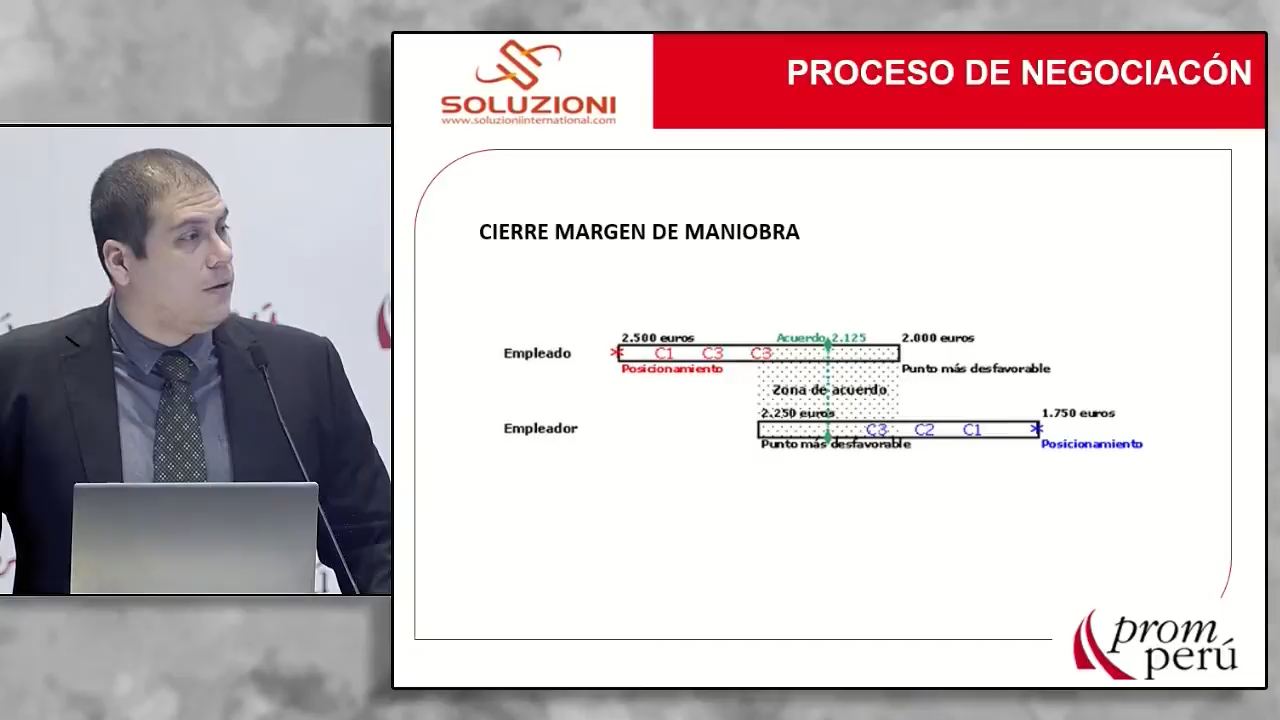 SOLUZIONI
www.soluzioniinternational.com
PROCESO DE NEGOCIACÓN
CIERRE MARGEN DE MANIOBRA
2.500 euros
Acuerdo 2.125
2.000 euros
Empleado
* C1 C3 C3
Posicionamiento
Punto más desfavorable
Zona de acuerdo
2.250 euros
1.750 euros
Empleador
C3 C2 C1 *
Punto más desfavorable
Posicionamiento
prom
perú